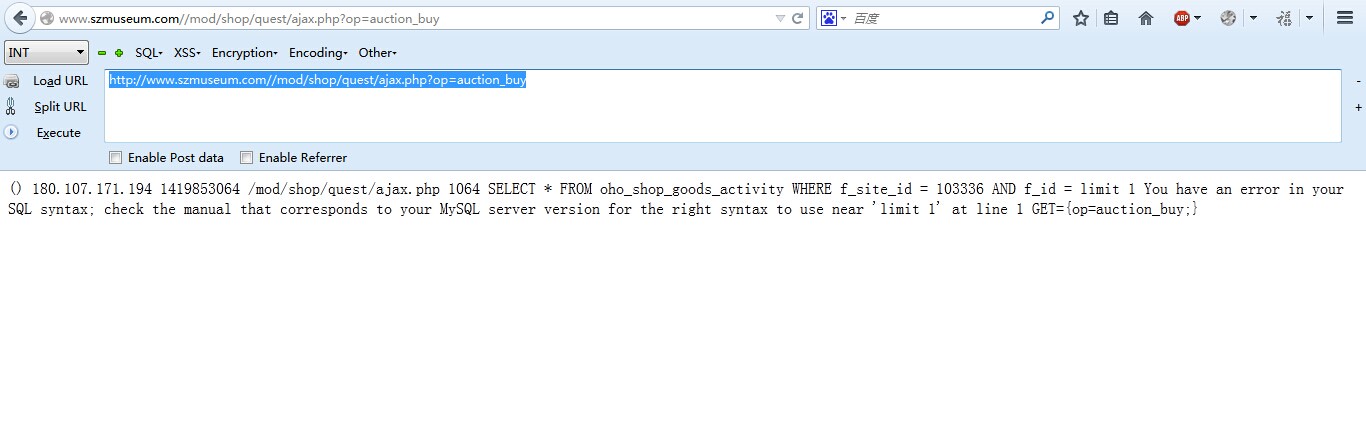 www.szmuseum.com//mod/shop/quest/ajax.php?op=auction_buy
百度
ABP
福
INT SQL XSS Encryption Encoding Other
Load URL
http://www.szmuseum.com//mod/shop/quest/ajax.php?op=auction_buy
-
Split URL
+
Execute
Enable Post data Enable Referrer
() 180.107.171.194 1419853064 /mod/shop/quest/ajax.php 1064 SELECT * FROM oho_shop_goods_activity WHERE f_site_id = 103336 AND f_id = limit 1 You have an error in your
SQL syntax; check the manual that corresponds to your MySQL server version for the right syntax to use near 'limit 1' at line 1 GET={op=auction_buy;}